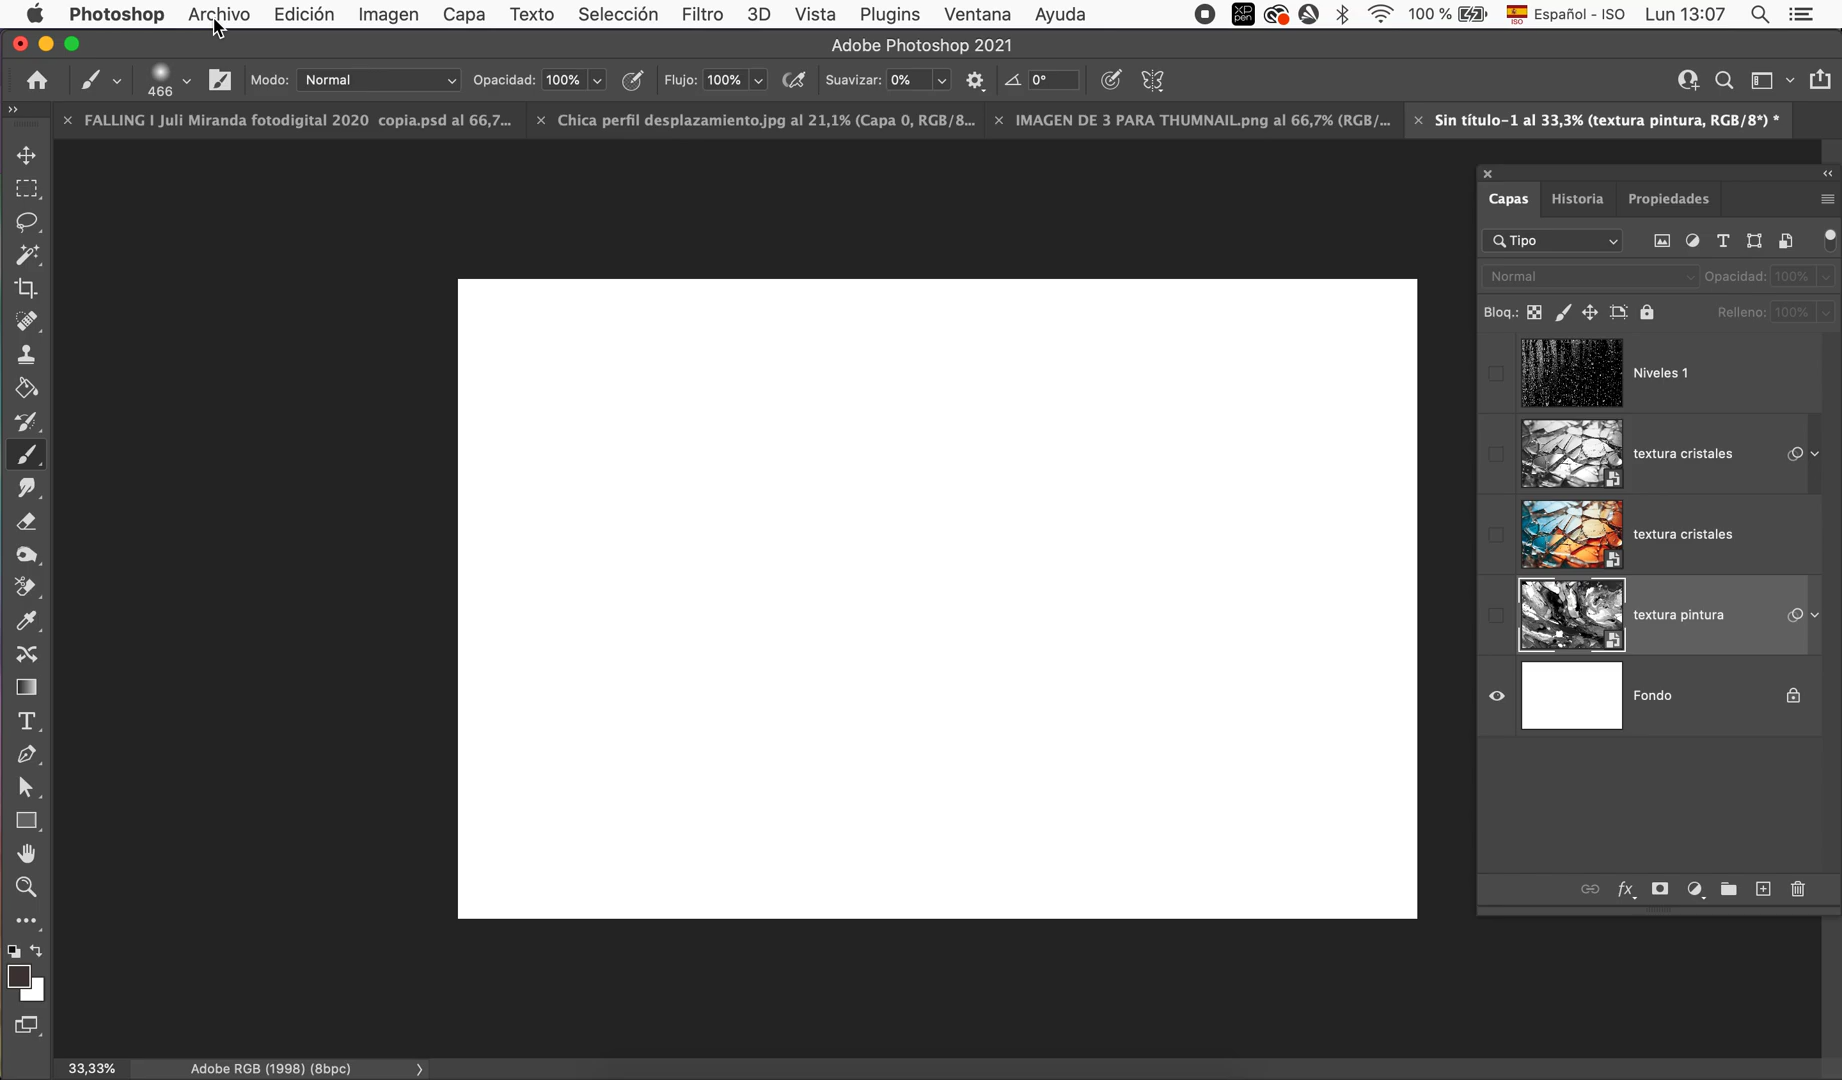 Photoshop Archivo Edición Imagen Capa Texto Selección Filtro 3D Vista Plugins Ventana Ayuda XP pen 100 % ISO Español - ISO Lun 13:07
Adobe Photoshop 2021
466 Modo: Normal Opacidad: 100% Flujo: 100% Suavizar: 0% 0°
FALLING I Juli Miranda fotodigital 2020 copia.psd al 66,7... Chica perfil desplazamiento.jpg al 21,1% (Capa 0, RGB/8... IMAGEN DE 3 PARA THUMNAIL.png al 66,7% (RGB/... Sin título-1 al 33,3% (textura pintura, RGB/8*) *
Capas Historia Propiedades
Tipo
Normal Opacidad: 100%
Bloq.: Relleno: 100%
Niveles 1
textura cristales
textura cristales
textura pintura
Fondo
fx
33,33% Adobe RGB (1998) (8bpc)